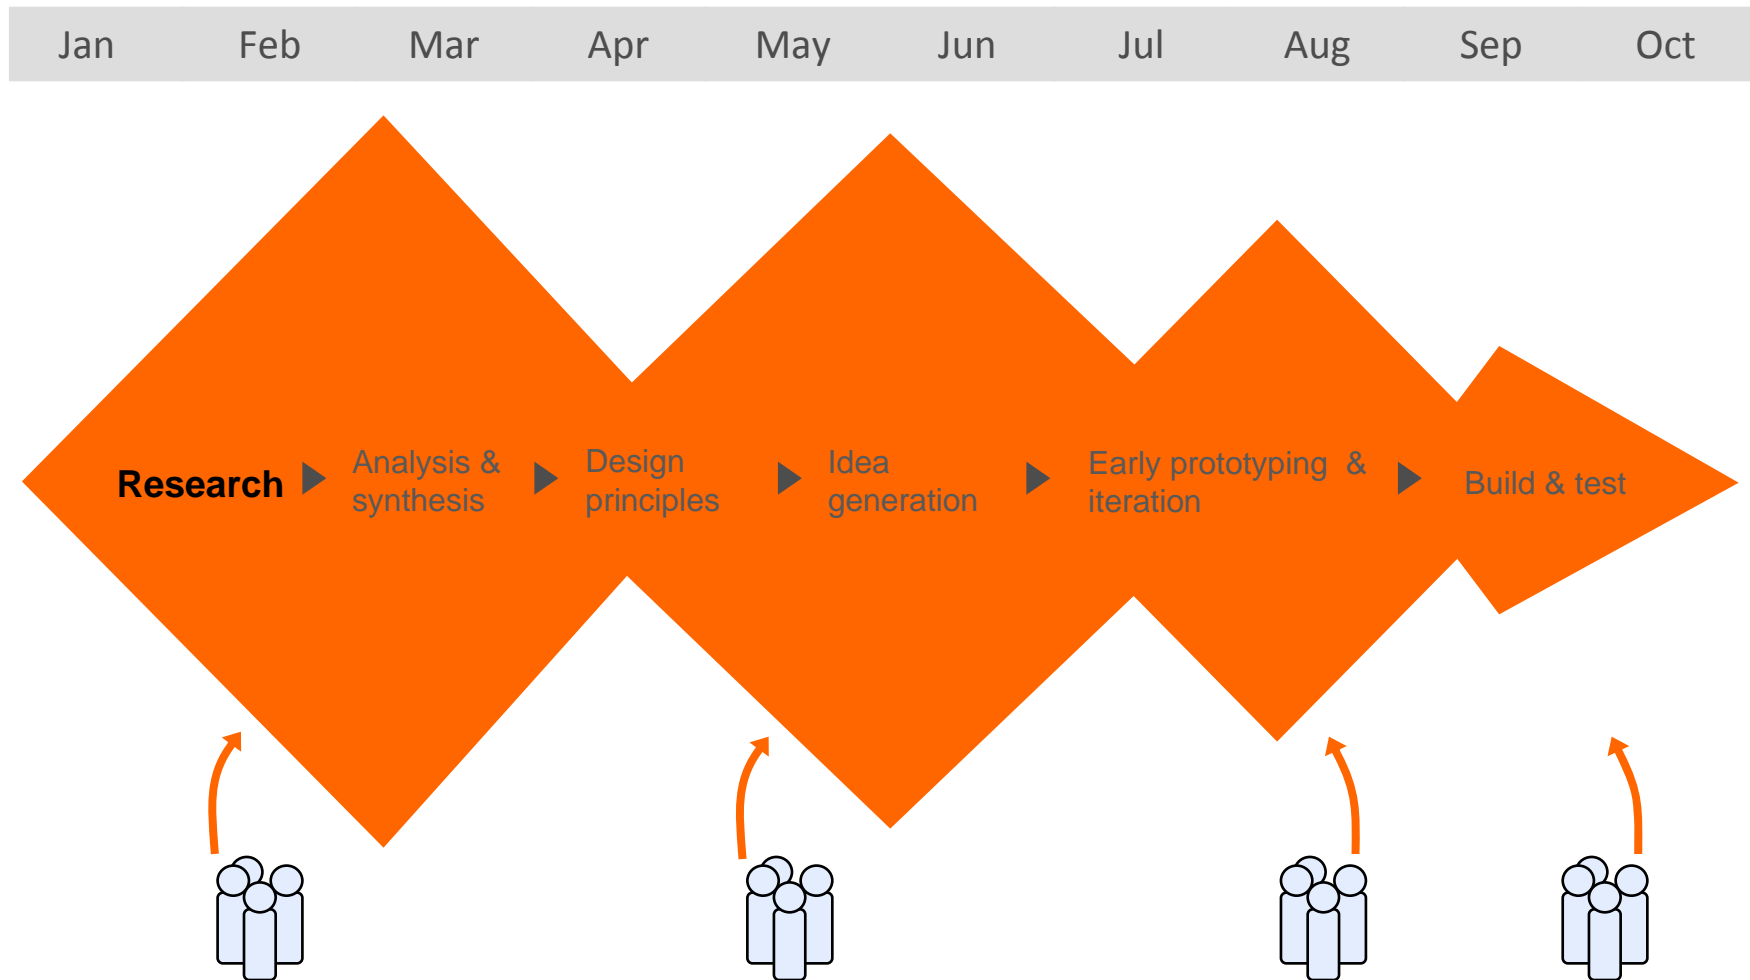 Jan Feb Mar Apr May Jun Jul Aug Sep Oct
Research
Analysis &
synthesis
Design
principles
Idea
generation
Early prototyping  &
iteration
Build & test